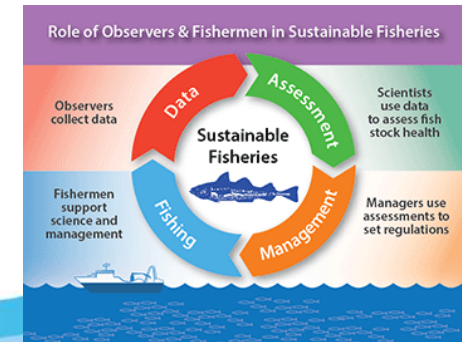 Role of Observers & Fishermen in Sustainable Fisheries
Observers
collect data
Data
Assessment
Scientists
use data
to assess fish
stock health
Sustainable
Fisheries
Fishermen
support
science and
management
Fishing
Management
Managers use
assessments to
set regulations